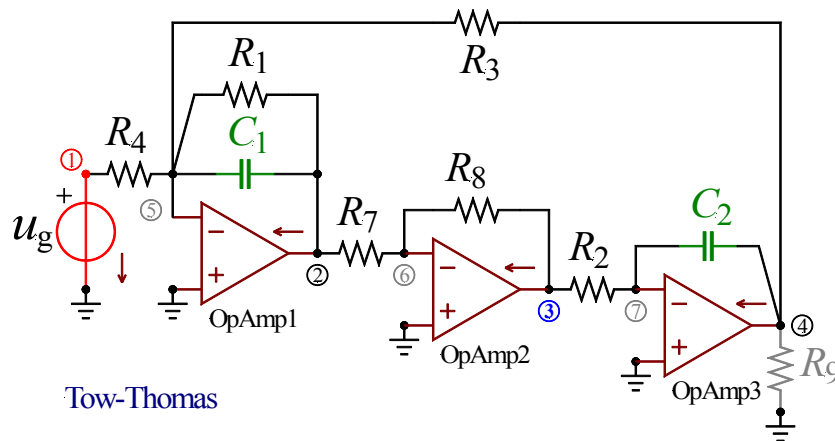 R3
R1
C1
R4
1
+
ug
5
−
+
OpAmp1
2
R7
6
R8
−
+
OpAmp2
3
R2
7
C2
−
+
OpAmp3
4
R9
Tow-Thomas